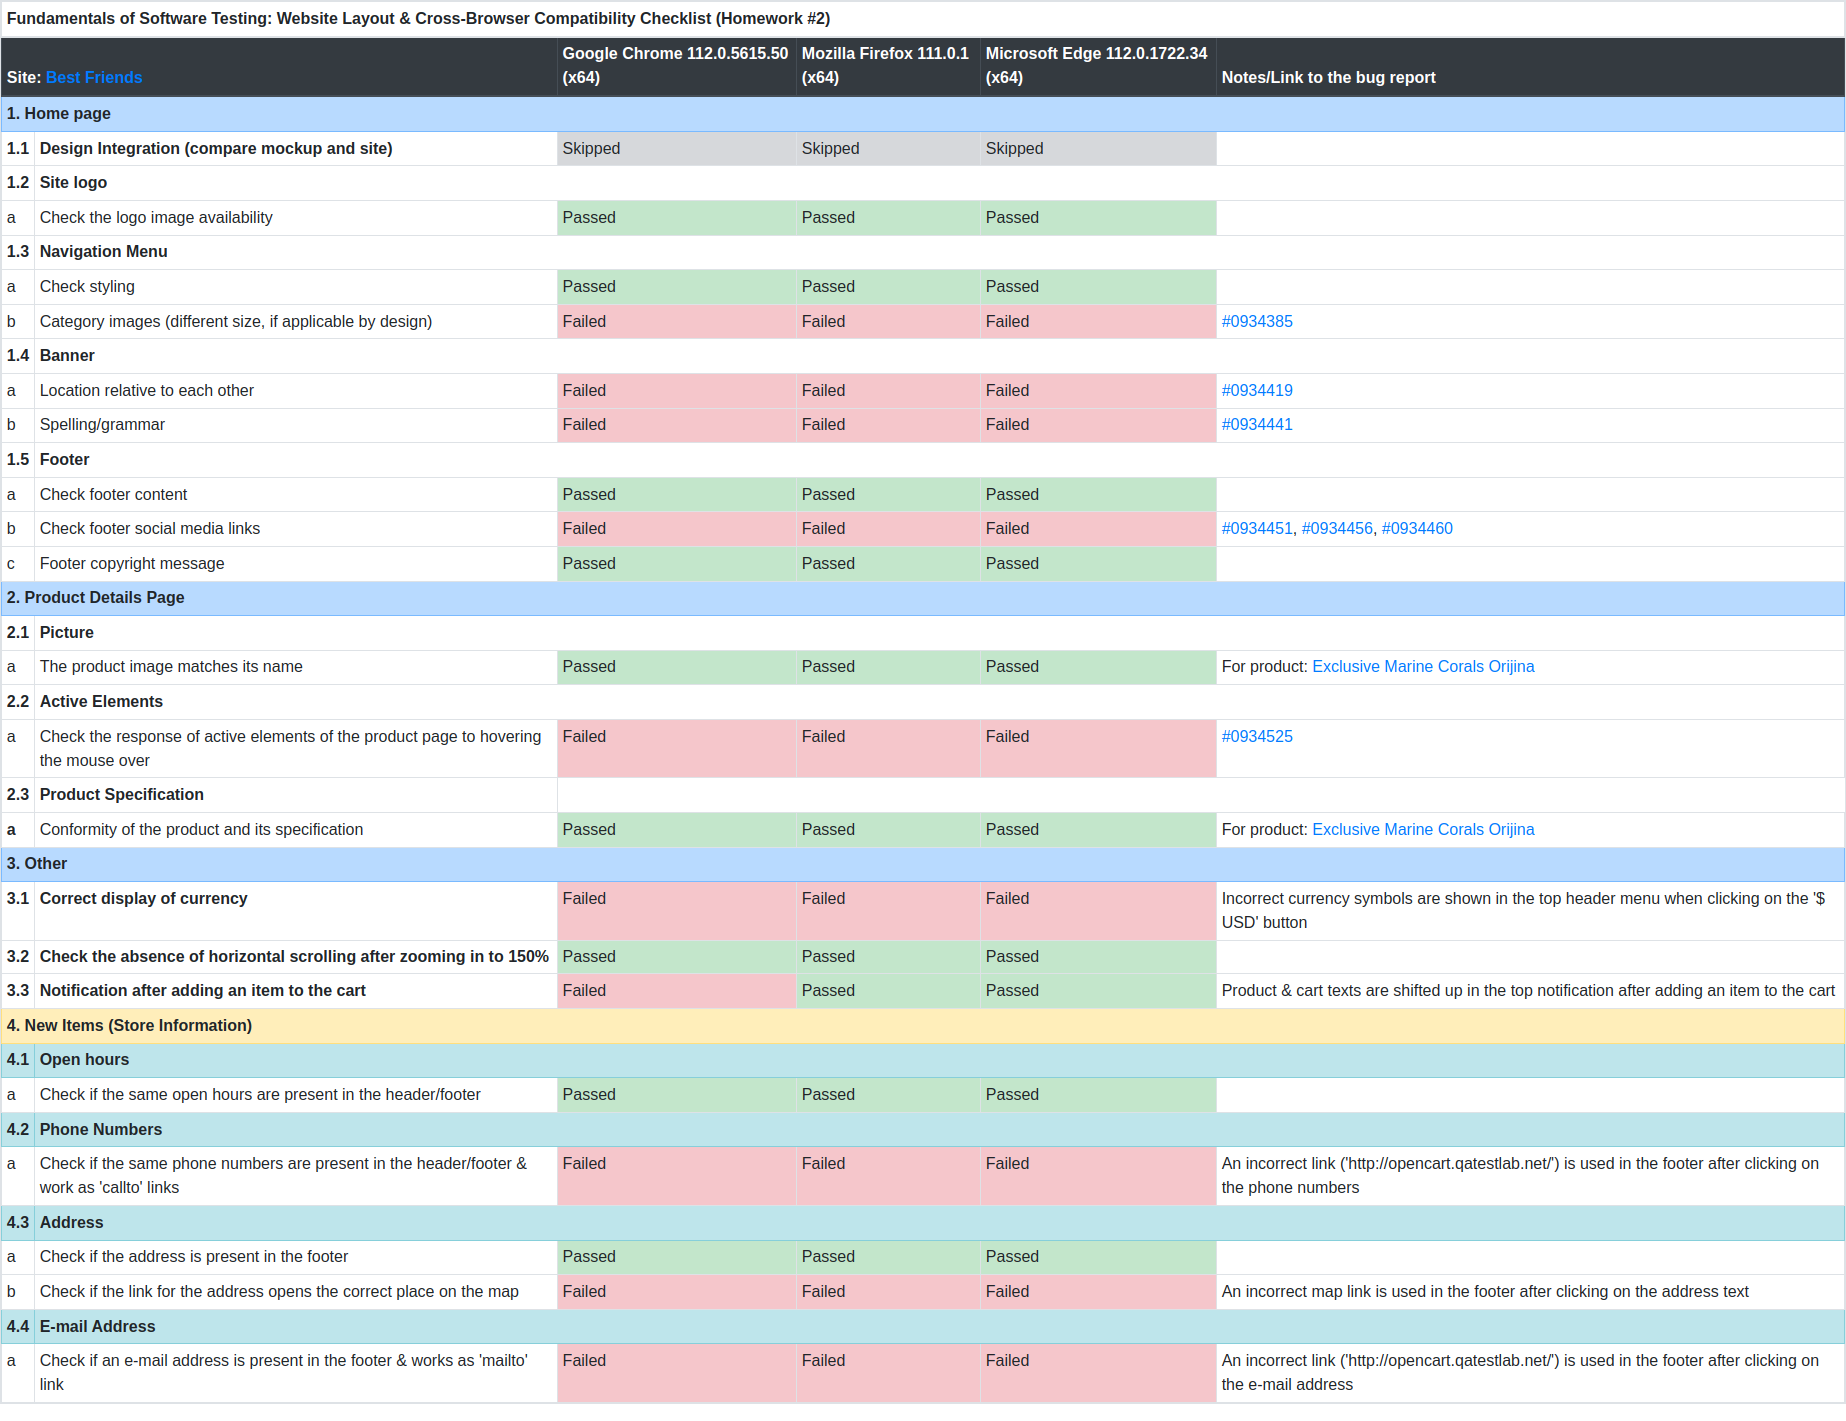 Fundamentals of Software Testing: Website Layout & Cross-Browser Compatibility Checklist (Homework #2)
Site: Best Friends
Google Chrome 112.0.5615.50
(x64)
Mozilla Firefox 111.0.1
(x64)
Microsoft Edge 112.0.1722.34
(x64)
Notes/Link to the bug report
1. Home page
1.1 Design Integration (compare mockup and site) Skipped Skipped Skipped
1.2 Site logo
a Check the logo image availability Passed Passed Passed
1.3 Navigation Menu
a Check styling Passed Passed Passed
b Category images (different size, if applicable by design) Failed Failed Failed #0934385
1.4 Banner
a Location relative to each other Failed Failed Failed #0934419
b Spelling/grammar Failed Failed Failed #0934441
1.5 Footer
a Check footer content Passed Passed Passed
b Check footer social media links Failed Failed Failed #0934451, #0934456, #0934460
c Footer copyright message Passed Passed Passed
2. Product Details Page
2.1 Picture
a The product image matches its name Passed Passed Passed For product: Exclusive Marine Corals Orijina
2.2 Active Elements
a Check the response of active elements of the product page to hovering
the mouse over
Failed Failed Failed #0934525
2.3 Product Specification
a Conformity of the product and its specification Passed Passed Passed For product: Exclusive Marine Corals Orijina
3. Other
3.1 Correct display of currency Failed Failed Failed Incorrect currency symbols are shown in the top header menu when clicking on the '$
USD' button
3.2 Check the absence of horizontal scrolling after zooming in to 150% Passed Passed Passed
3.3 Notification after adding an item to the cart Failed Passed Passed Product & cart texts are shifted up in the top notification after adding an item to the cart
4. New Items (Store Information)
4.1 Open hours
a Check if the same open hours are present in the header/footer Passed Passed Passed
4.2 Phone Numbers
a Check if the same phone numbers are present in the header/footer &
work as 'callto' links
Failed Failed Failed An incorrect link ('http://opencart.qatestlab.net/') is used in the footer after clicking on
the phone numbers
4.3 Address
a Check if the address is present in the footer Passed Passed Passed
b Check if the link for the address opens the correct place on the map Failed Failed Failed An incorrect map link is used in the footer after clicking on the address text
4.4 E-mail Address
a Check if an e-mail address is present in the footer & works as 'mailto'
link
Failed Failed Failed An incorrect link ('http://opencart.qatestlab.net/') is used in the footer after clicking on
the e-mail address